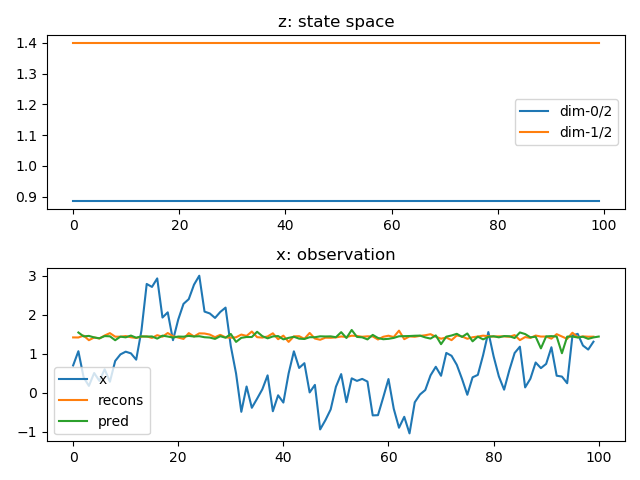 z: state space
1.4
1.3
1.2
1.1
1.0
0.9
dim-0/2
dim-1/2
0 20 40 60 80 100
x: observation
3
2
1
0
−1
x
recons
pred
0 20 40 60 80 100